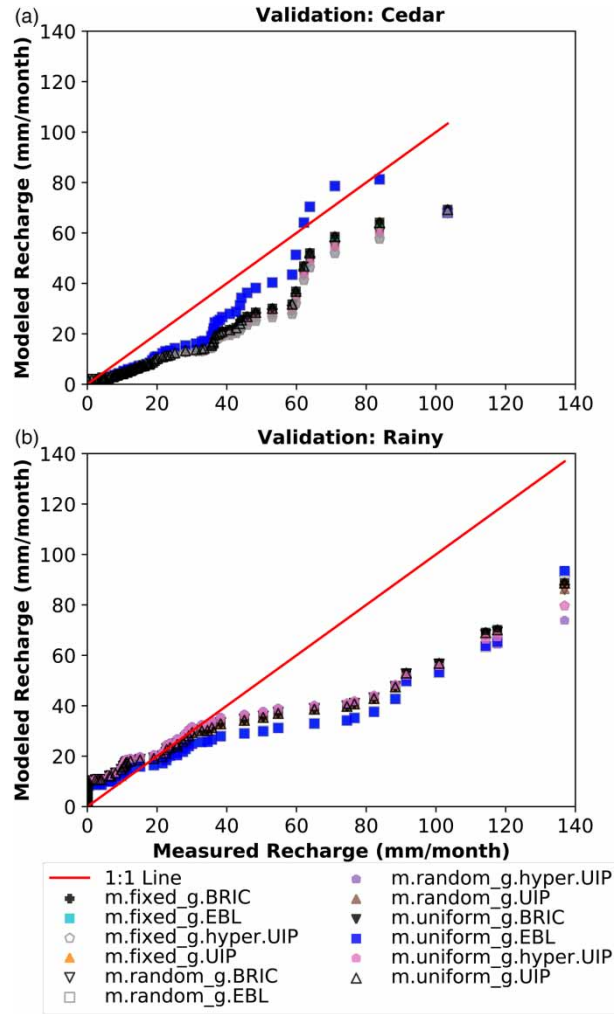 (a) Validation: Cedar
140
120
100
80
60
40
20
0
Modeled Recharge (mm/month)
0 20 40 60 80 100 120 140
(b) Validation: Rainy
140
120
100
80
60
40
20
0
Modeled Recharge (mm/month)
0 20 40 60 80 100 120 140
Measured Recharge (mm/month)
1:1 Line
m.fixed_g.BRIC
m.fixed_g.EBL
m.fixed_g.hyper.UIP
m.fixed_g.UIP
m.random_g.BRIC
m.random_g.EBL
m.random_g.hyper.UIP
m.random_g.UIP
m.uniform_g.BRIC
m.uniform_g.EBL
m.uniform_g.hyper.UIP
m.uniform_g.UIP